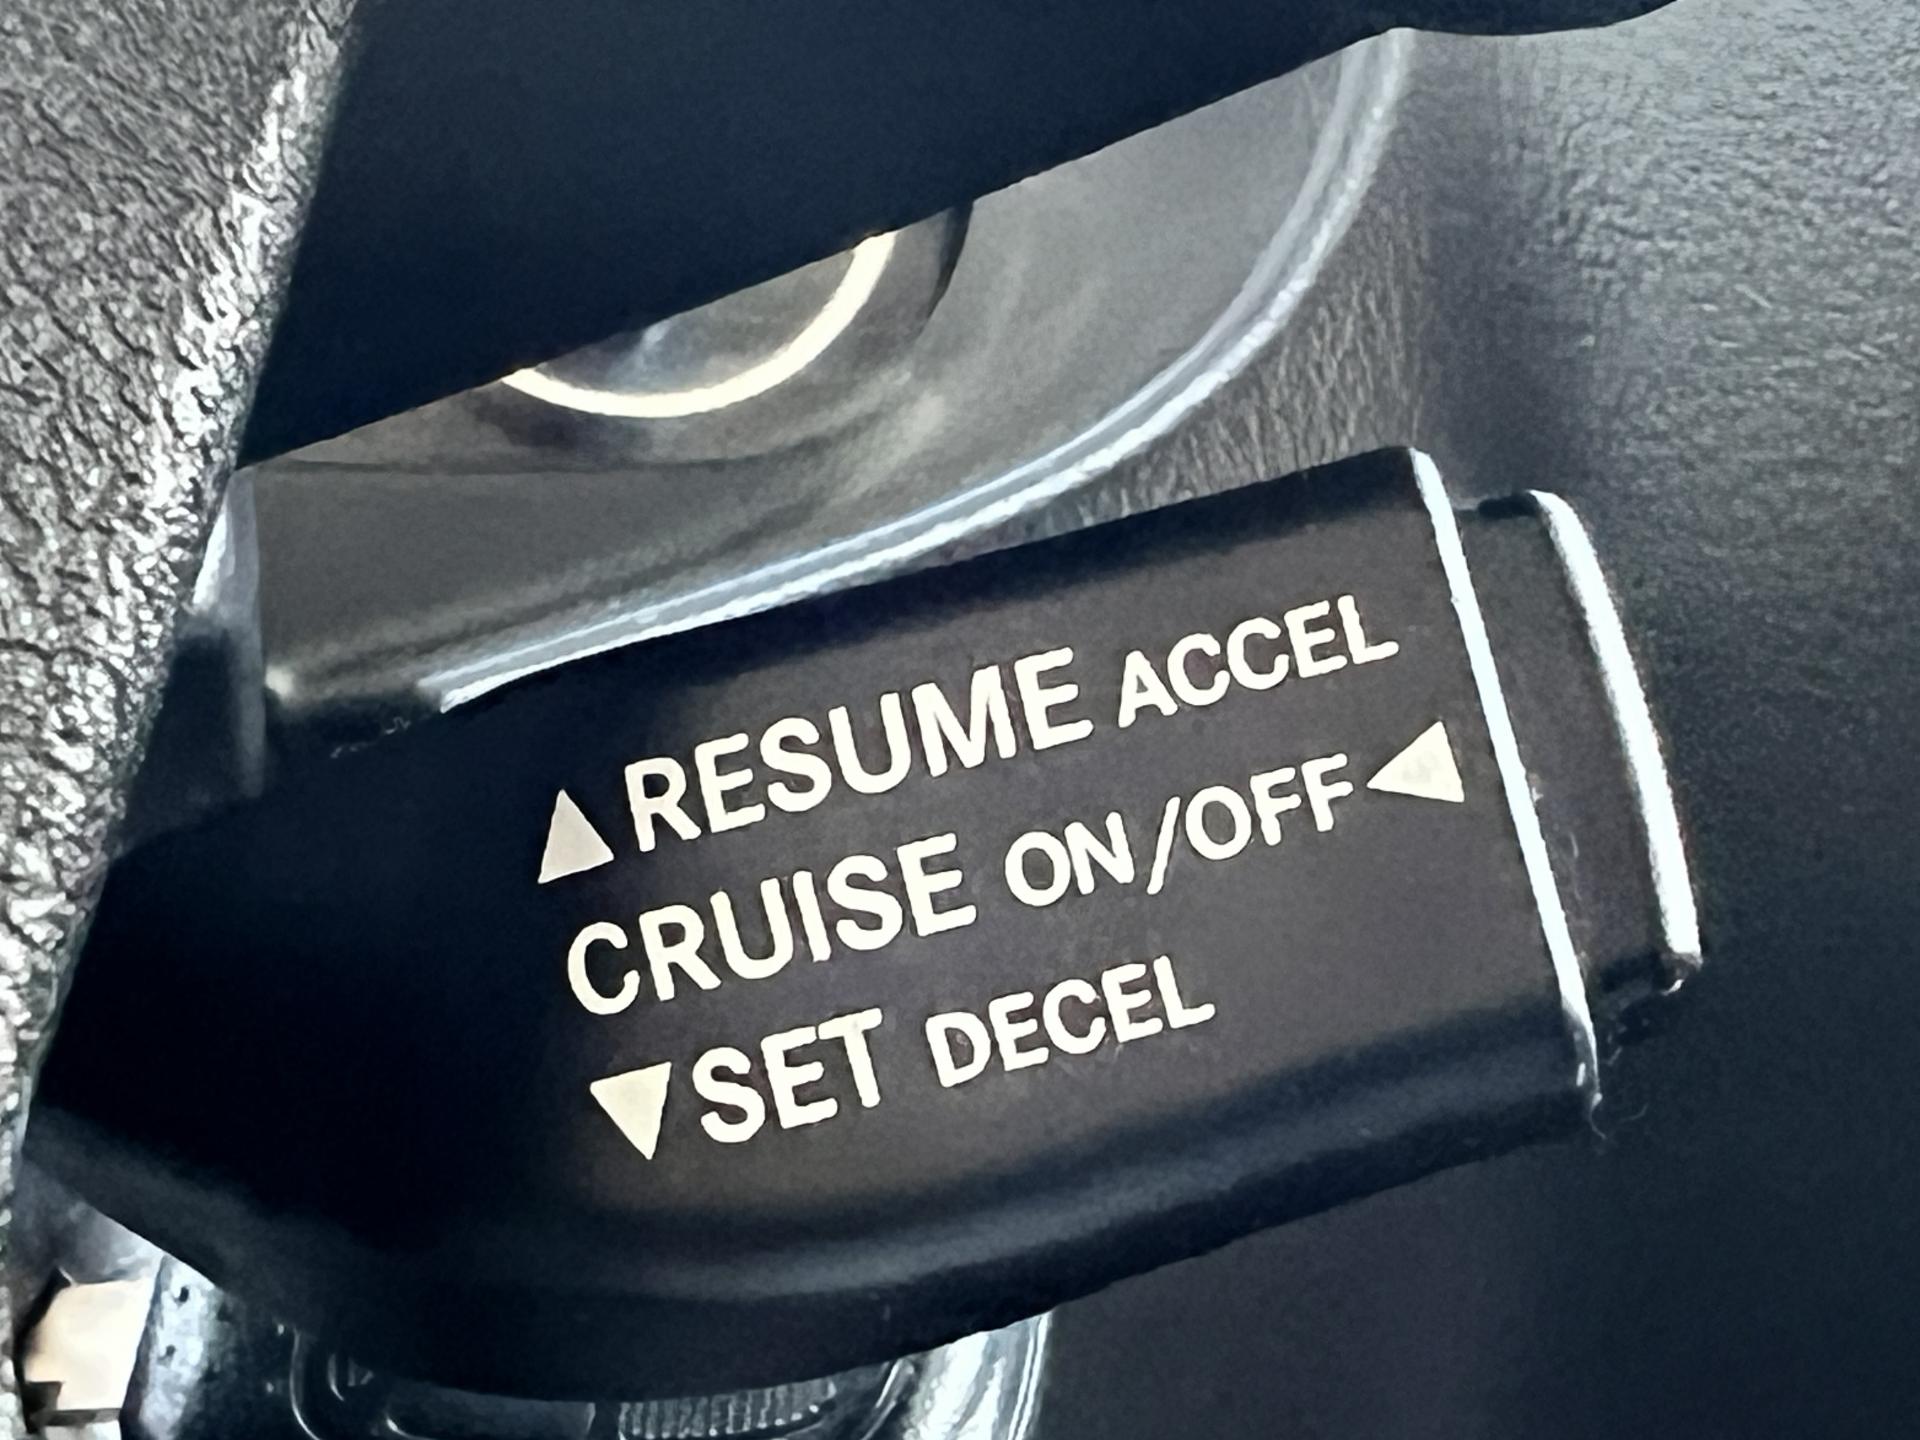 ▲RESUME ACCEL
CRUISE ON/OFF◀
▼SET DECEL